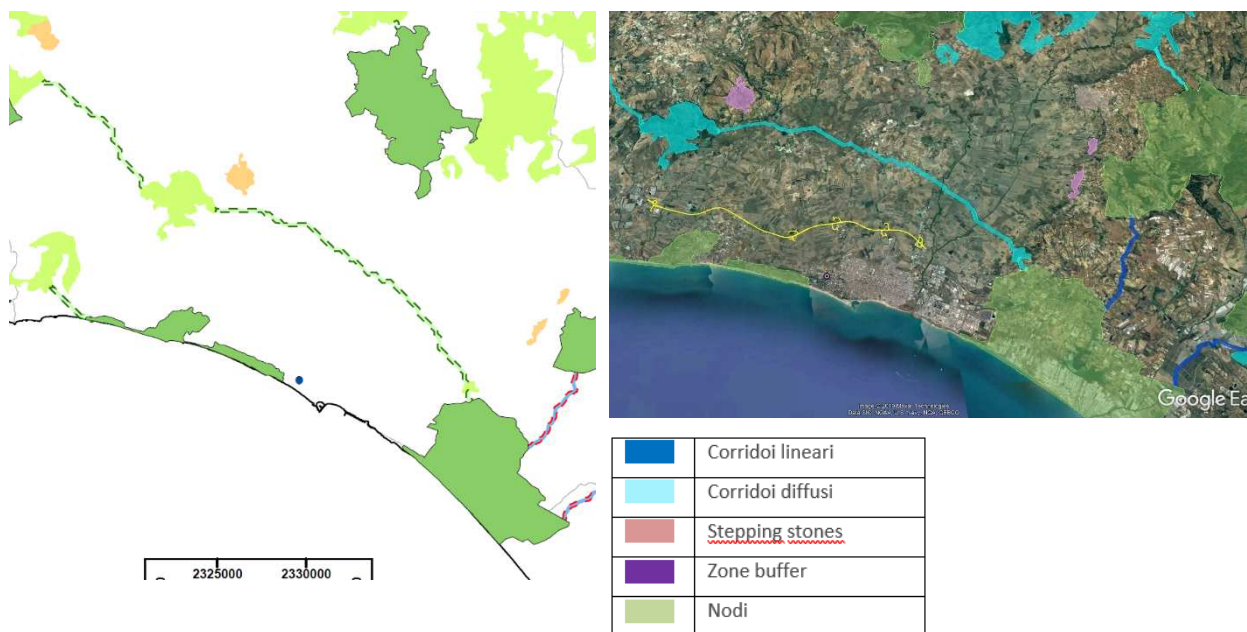 2325000 2330000
Google Ea
Corridoi lineari
Corridoi diffusi
Stepping stones
Zone buffer
Nodi